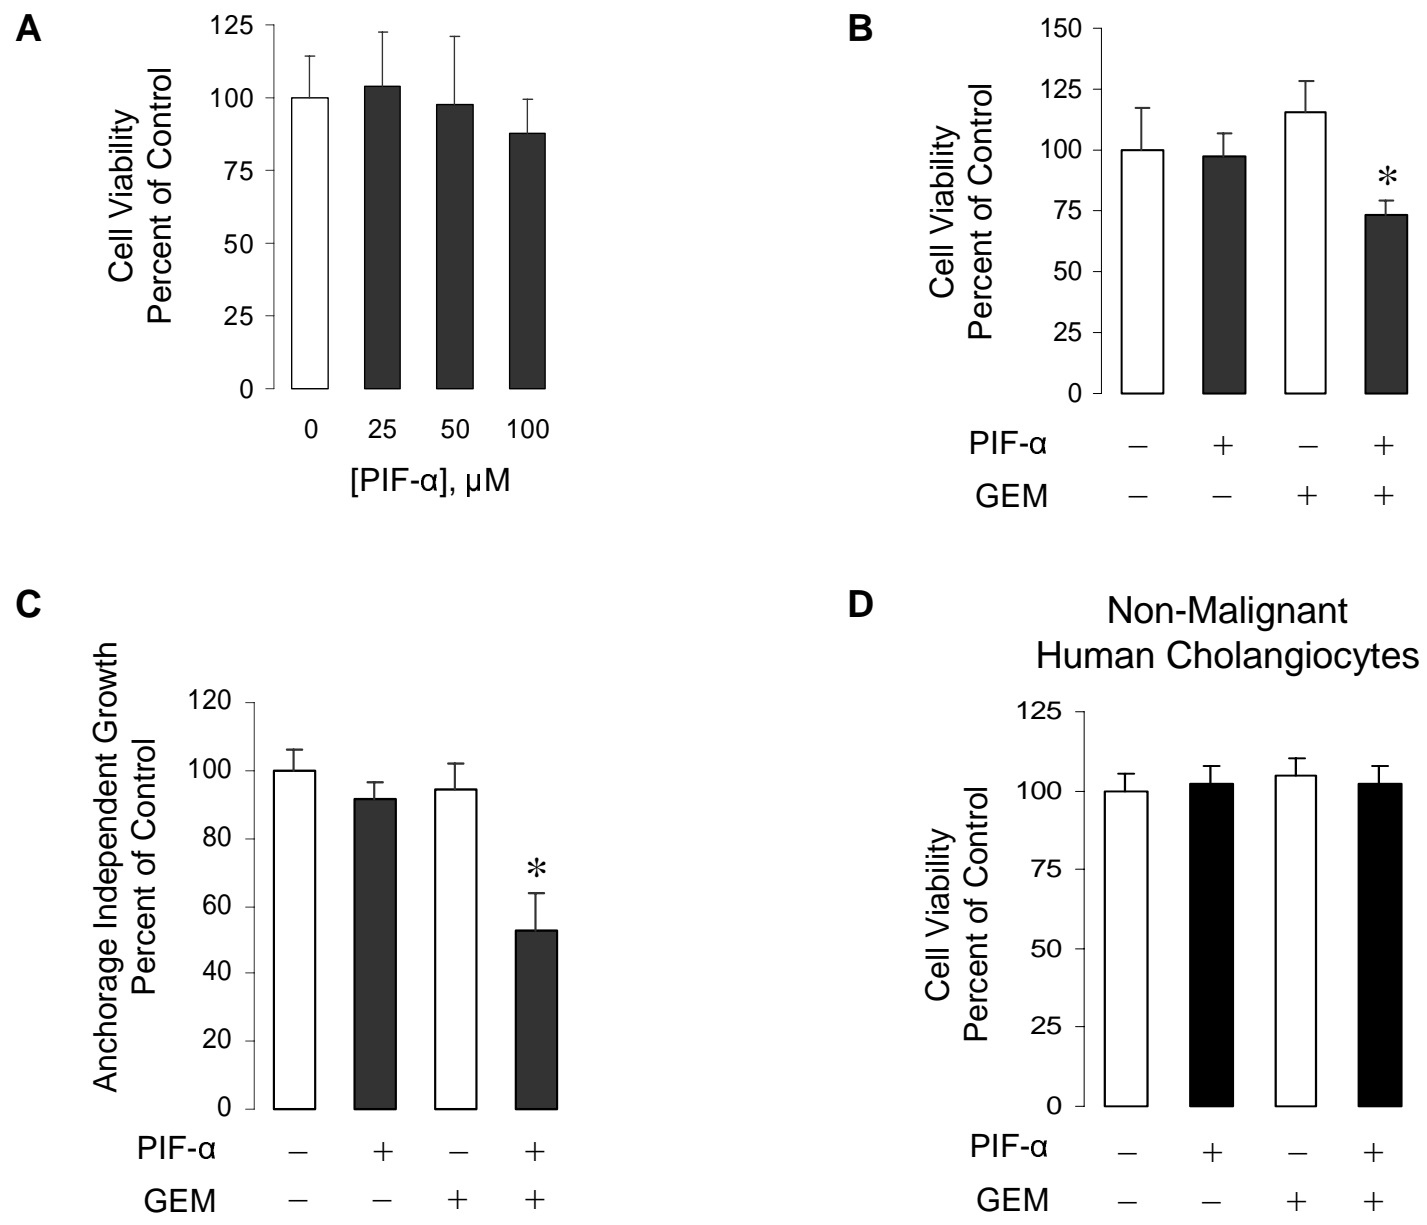 A
Cell Viability
Percent of Control
125
100
75
50
25
0
0 25 50 100
[PIF-α], µM
B
Cell Viability
Percent of Control
150
125
100
75
50
25
0
*
PIF-α – + – +
GEM – – + +
C
Anchorage Independent Growth
Percent of Control
120
100
80
60
40
20
0
*
PIF-α – + – +
GEM – – + +
D
Non-Malignant
Human Cholangiocytes
Cell Viability
Percent of Control
125
100
75
50
25
0
PIF-α – + – +
GEM – – + +